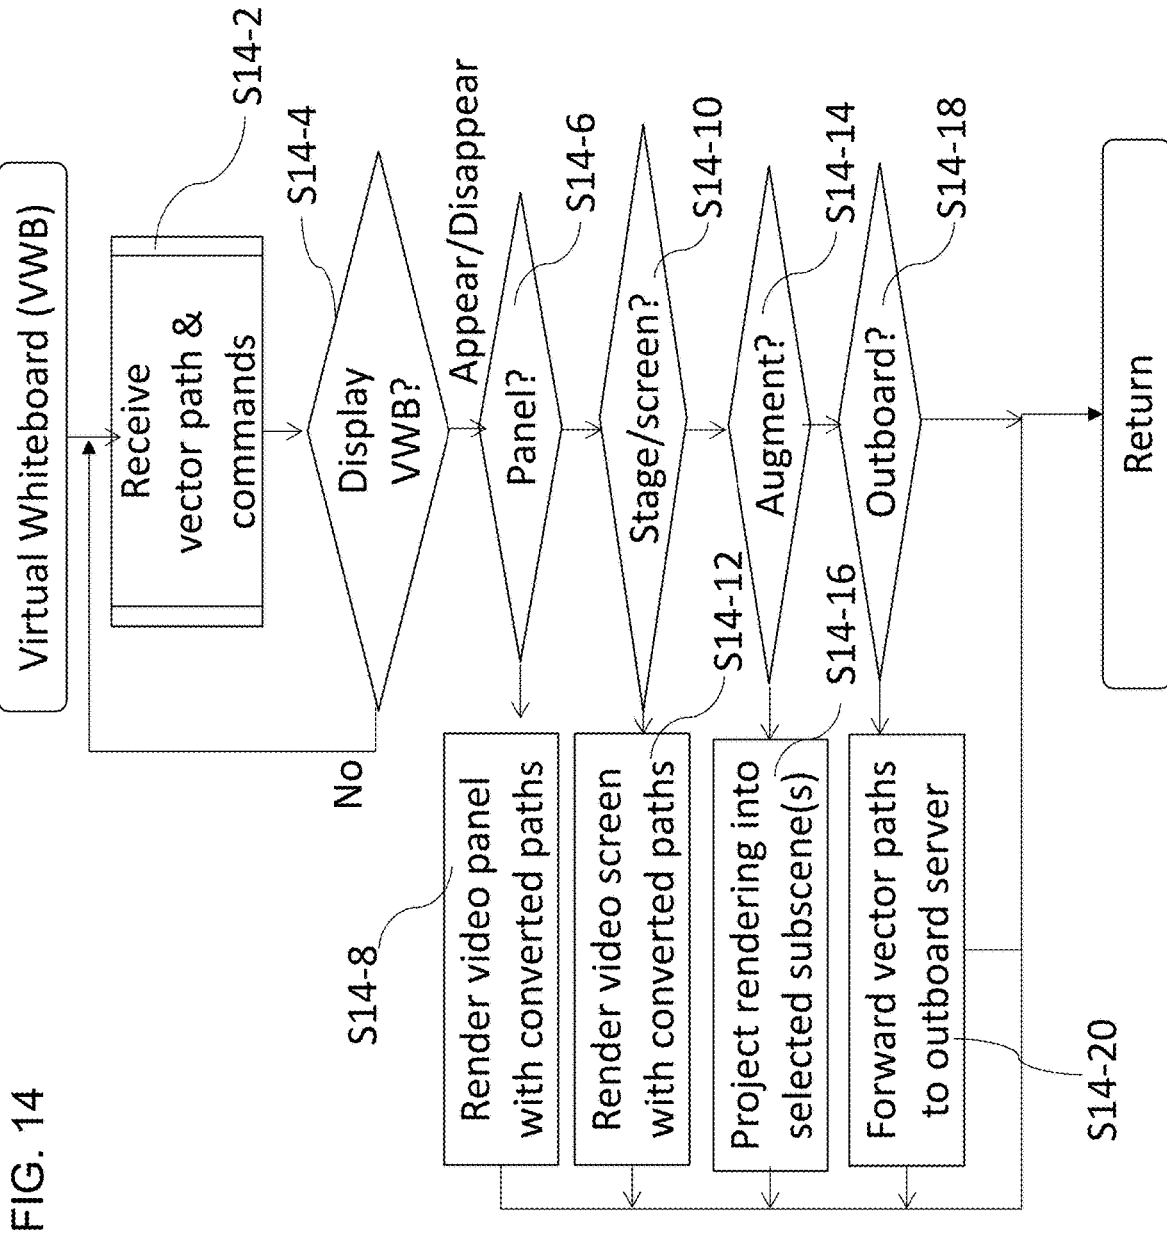 FIG. 14
Virtual Whiteboard (VWB)
Receive
vector path &
commands
S14-2
Display
VWB?
S14-4
No
Appear/Disappear
Panel?
S14-6
Render video panel
with converted paths
S14-8
Stage/screen?
S14-10
Render video screen
with converted paths
S14-12
Augment?
S14-14
Project rendering into
selected subscene(s)
S14-16
Outboard?
S14-18
Forward vector paths
to outboard server
S14-20
Return